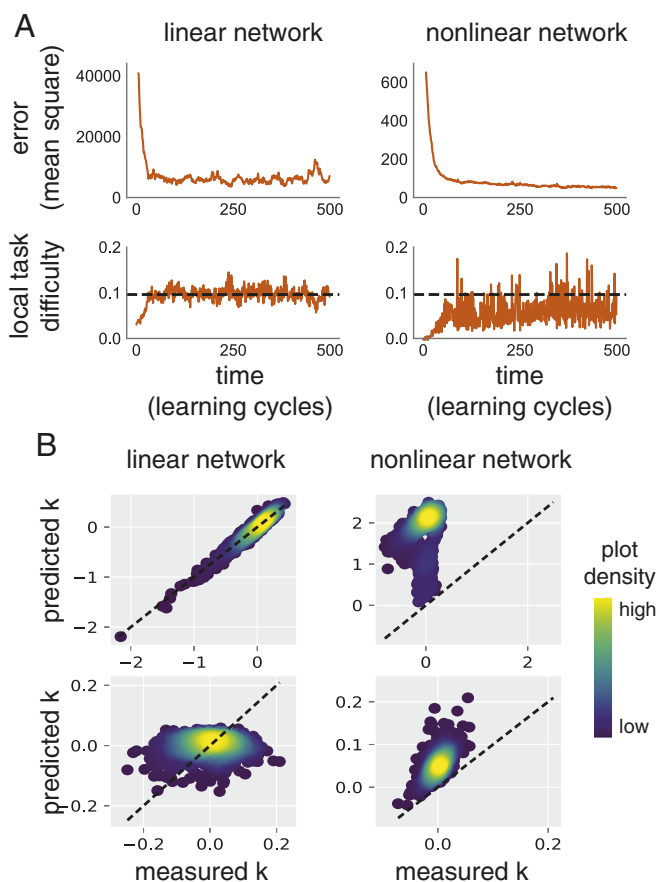 A
linear network
nonlinear network
error
(mean square)
40000
20000
0
0
250
500
600
400
200
0
0
250
500
local task
difficulty
0.2
0.1
0.0
0
250
500
0.2
0.1
0.0
0
250
500
time
(learning cycles)
time
(learning cycles)
B
linear network
nonlinear network
predicted k
0
−1
−2
−2
−1
0
2
1
0
0
2
plot
density
high
low
predicted k
0.2
0.0
−0.2
−0.2
0.0
0.2
0.2
0.1
0.0
0.0
0.2
measured k
measured k